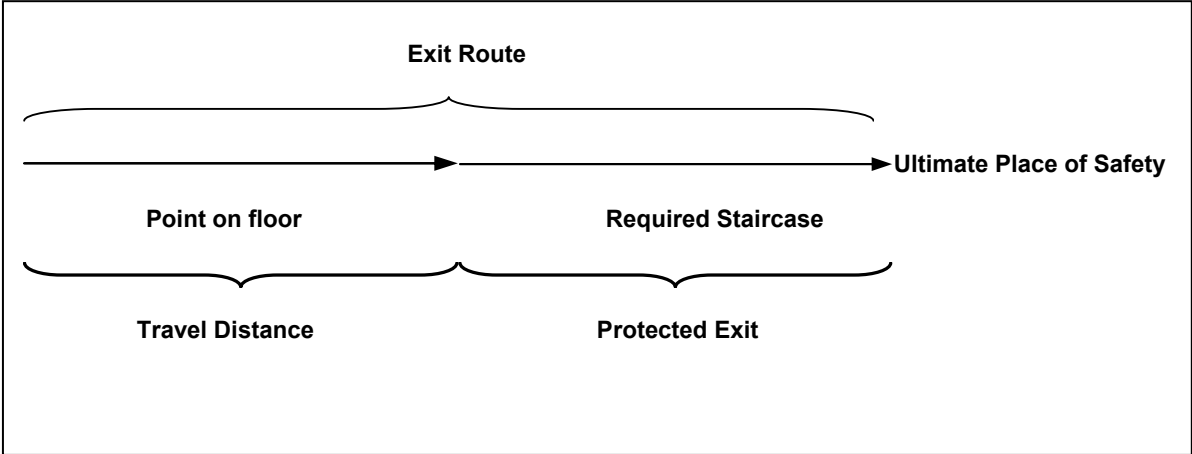 Exit Route
Ultimate Place of Safety
Point on floor
Required Staircase
Travel Distance
Protected Exit